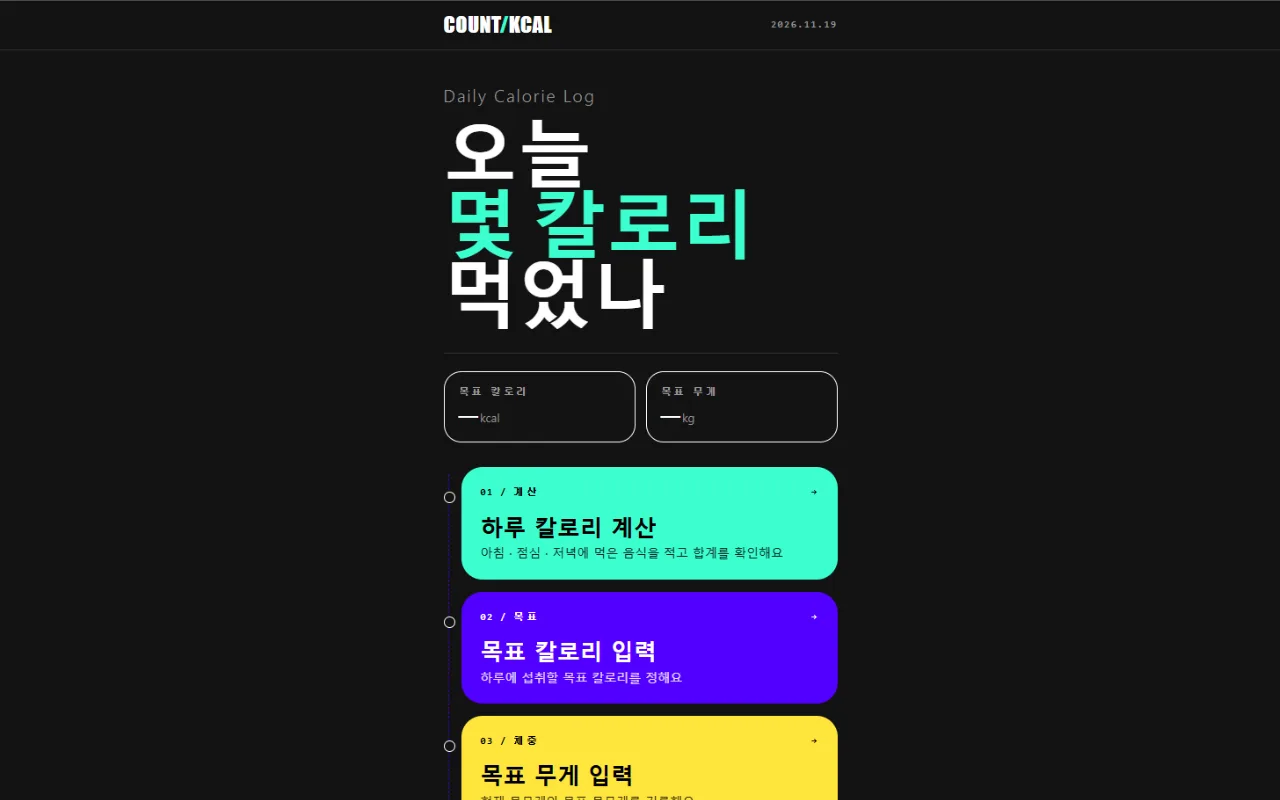 COUNT/KCAL
2026.11.19
Daily Calorie Log
오늘
몇 칼로리
먹었나
목표 칼로리
—kcal
목표 무게
—kg
01 / 계산 →
하루 칼로리 계산
아침 · 점심 · 저녁에 먹은 음식을 적고 합계를 확인해요
02 / 목표 →
목표 칼로리 입력
하루에 섭취할 목표 칼로리를 정해요
03 / 체중 →
목표 무게 입력